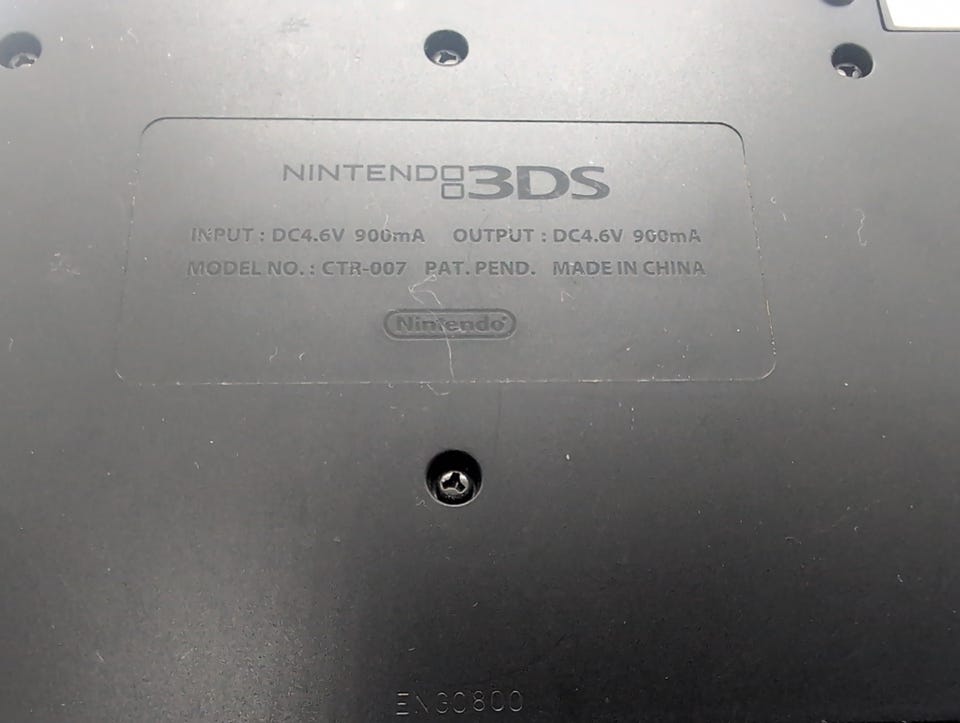 NINTENDO 3DS
INPUT : DC4.6V 900mA OUTPUT : DC4.6V 900mA
MODEL NO. : CTR-007 PAT. PEND. MADE IN CHINA
Nintendo®
ENG0800